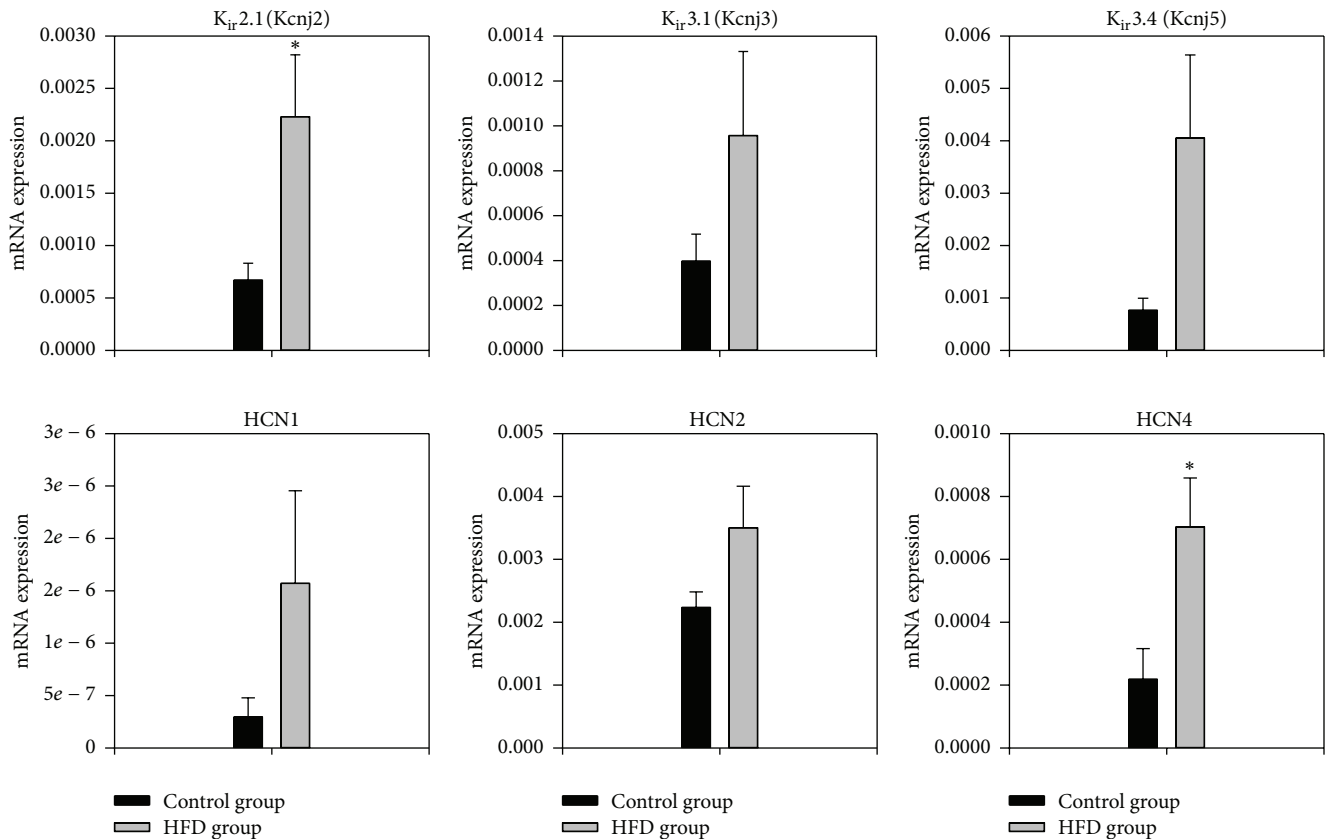 K_ir2.1 (Kcnj2)
0.0030
0.0025
0.0020
0.0015
0.0010
0.0005
0.0000
mRNA expression
*
K_ir3.1 (Kcnj3)
0.0014
0.0012
0.0010
0.0008
0.0006
0.0004
0.0002
0.0000
mRNA expression
K_ir3.4 (Kcnj5)
0.006
0.005
0.004
0.003
0.002
0.001
0.000
mRNA expression
HCN1
3e − 6
3e − 6
2e − 6
2e − 6
1e − 6
5e − 7
0
mRNA expression
HCN2
0.005
0.004
0.003
0.002
0.001
0.000
mRNA expression
HCN4
0.0010
0.0008
0.0006
0.0004
0.0002
0.0000
mRNA expression
*
Control group
HFD group
Control group
HFD group
Control group
HFD group